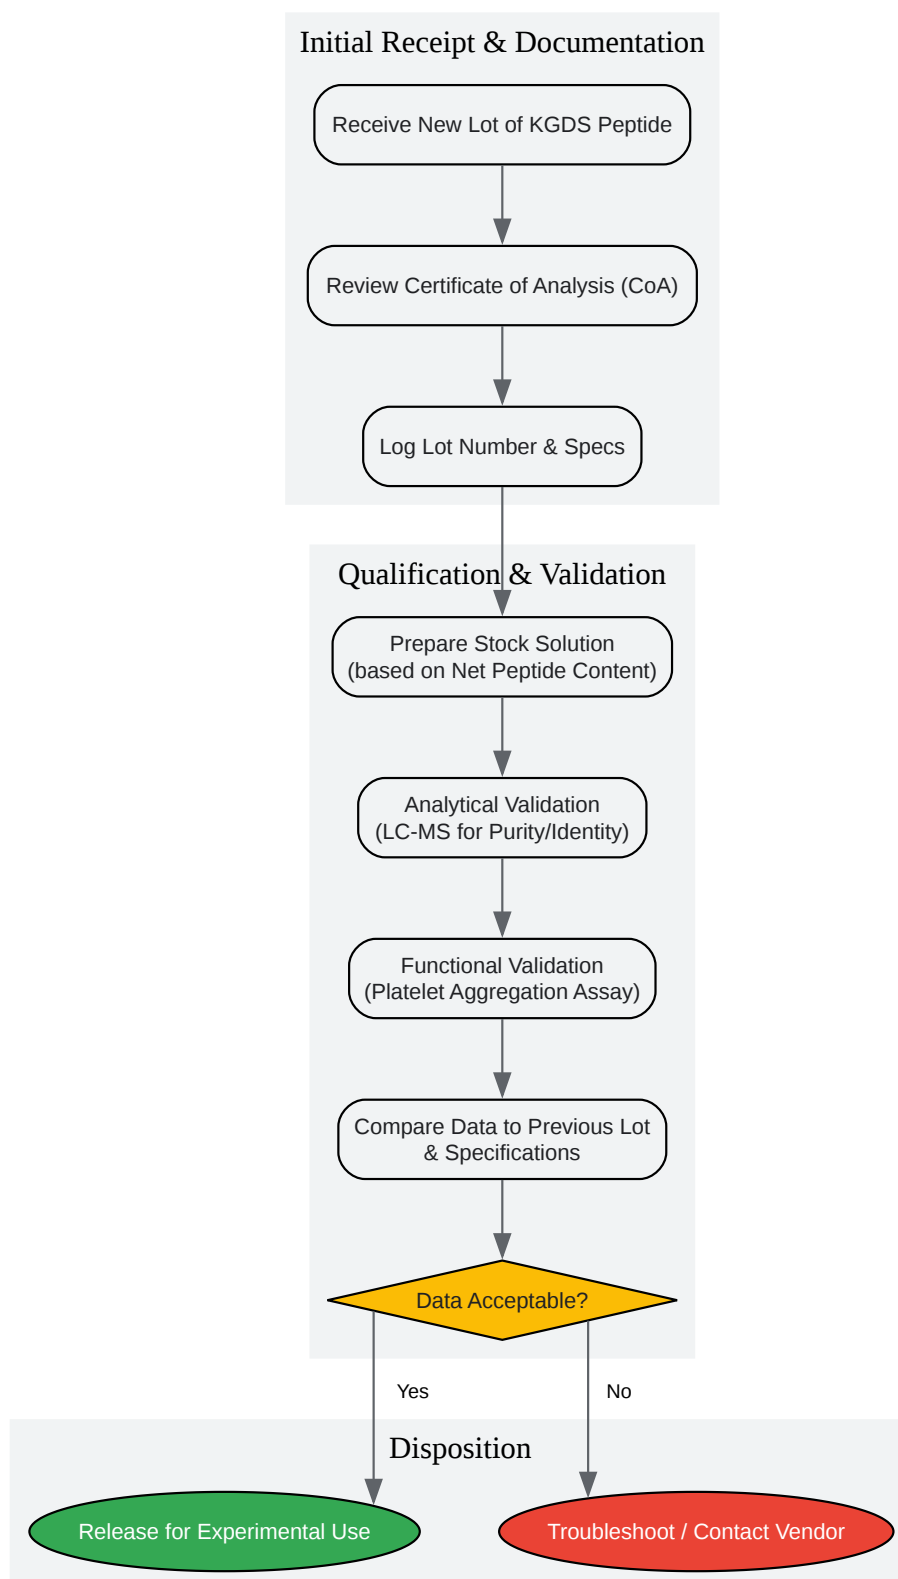 Initial Receipt & Documentation
Receive New Lot of KGDS Peptide
Review Certificate of Analysis (CoA)
Log Lot Number & Specs
Qualification & Validation
Prepare Stock Solution
(based on Net Peptide Content)
Analytical Validation
(LC-MS for Purity/Identity)
Functional Validation
(Platelet Aggregation Assay)
Compare Data to Previous Lot
& Specifications
Data Acceptable?
Yes
No
Disposition
Release for Experimental Use
Troubleshoot / Contact Vendor